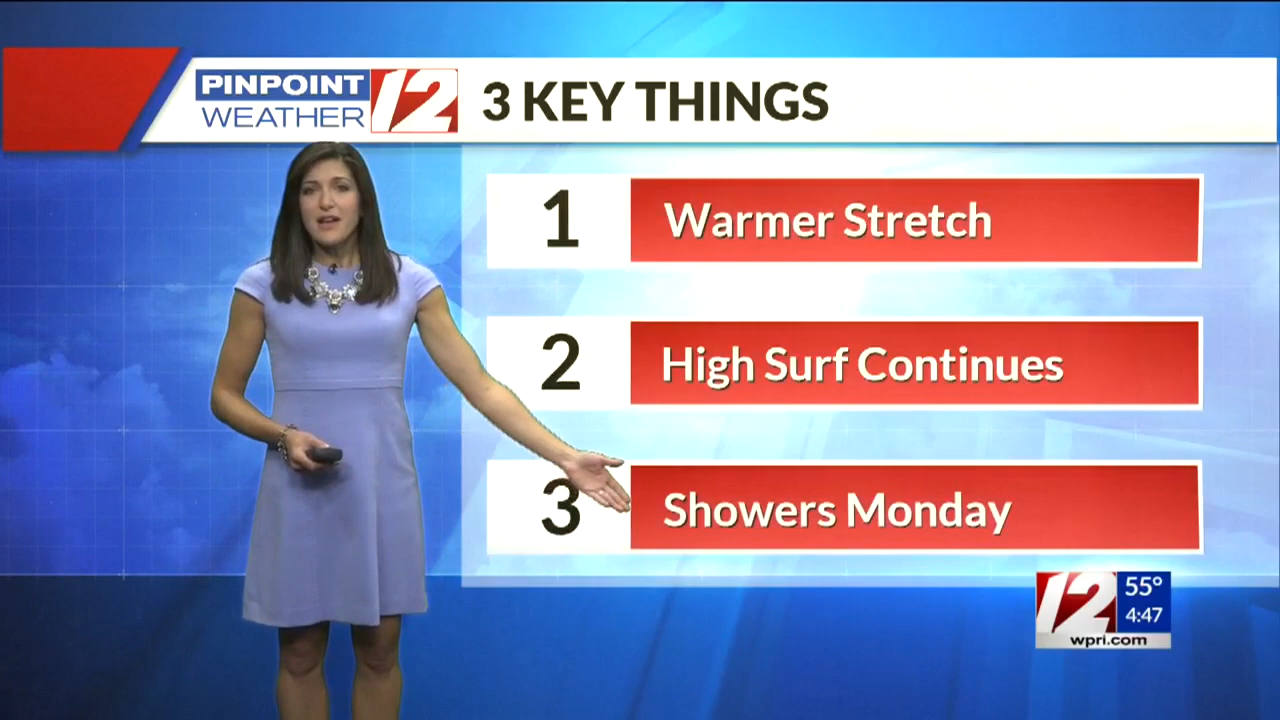 PINPOINT
WEATHER
12
3 KEY THINGS
1
Warmer Stretch
2
High Surf Continues
3
Showers Monday
12
55°
4:47
wpri.com